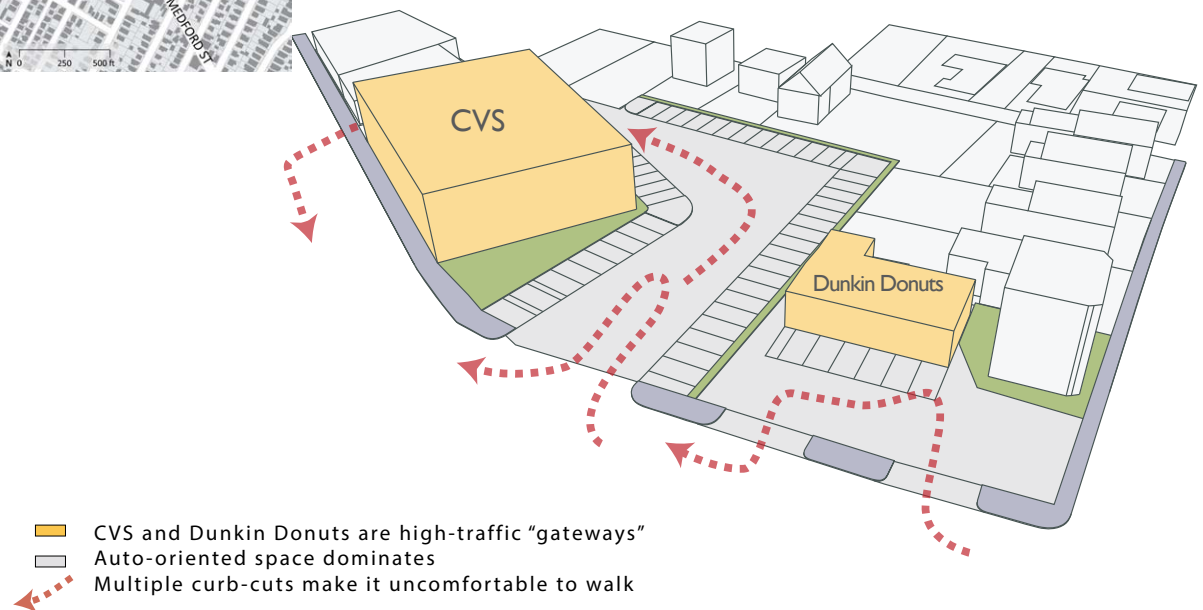 MEDFORD ST
N 0 250 500 ft
CVS
Dunkin Donuts
CVS and Dunkin Donuts are high-traffic “gateways”
Auto-oriented space dominates
Multiple curb-cuts make it uncomfortable to walk